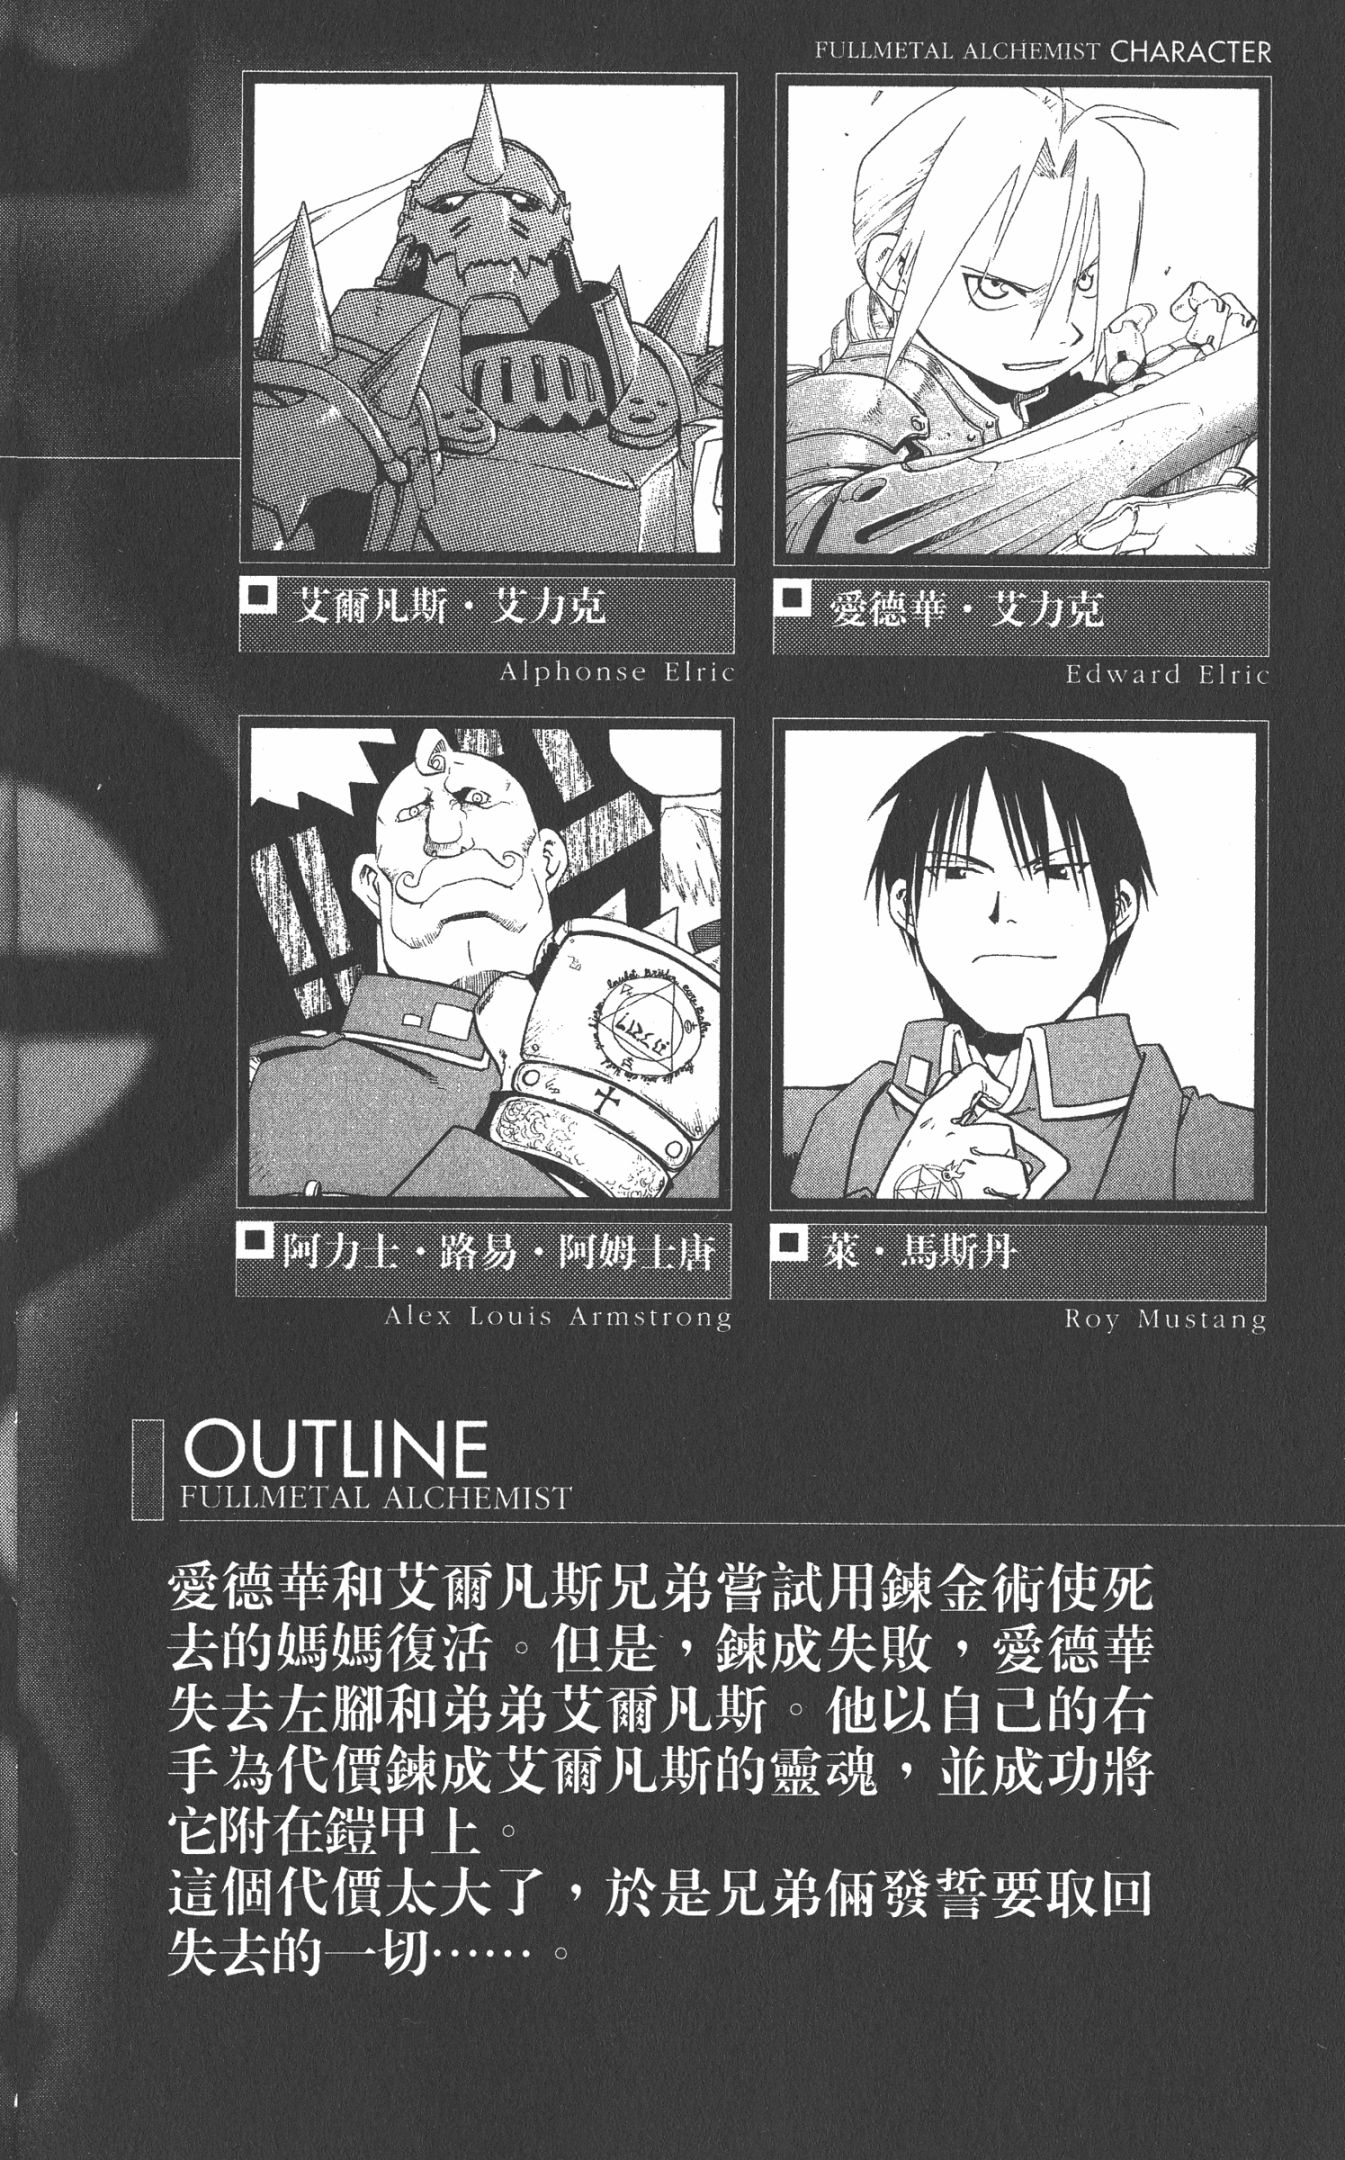 FULLMETAL ALCHEMIST CHARACTER
愛德華・艾力克
Edward Elric
艾爾凡斯・艾力克
Alphonse Elric
萊・馬斯丹
Roy Mustang
阿力士・路易・阿姆士唐
Alex Louis Armstrong
OUTLINE
FULLMETAL ALCHEMIST
愛德華和艾爾凡斯兄弟嘗試用鍊金術使死
去的媽媽復活。但是，鍊成失敗，愛德華
失去左腳和弟弟艾爾凡斯。他以自己的右
手為代價鍊成艾爾凡斯的靈魂，並成功將
它附在鎧甲上。
這個代價太大了，於是兄弟倆發誓要取回
失去的一切……。